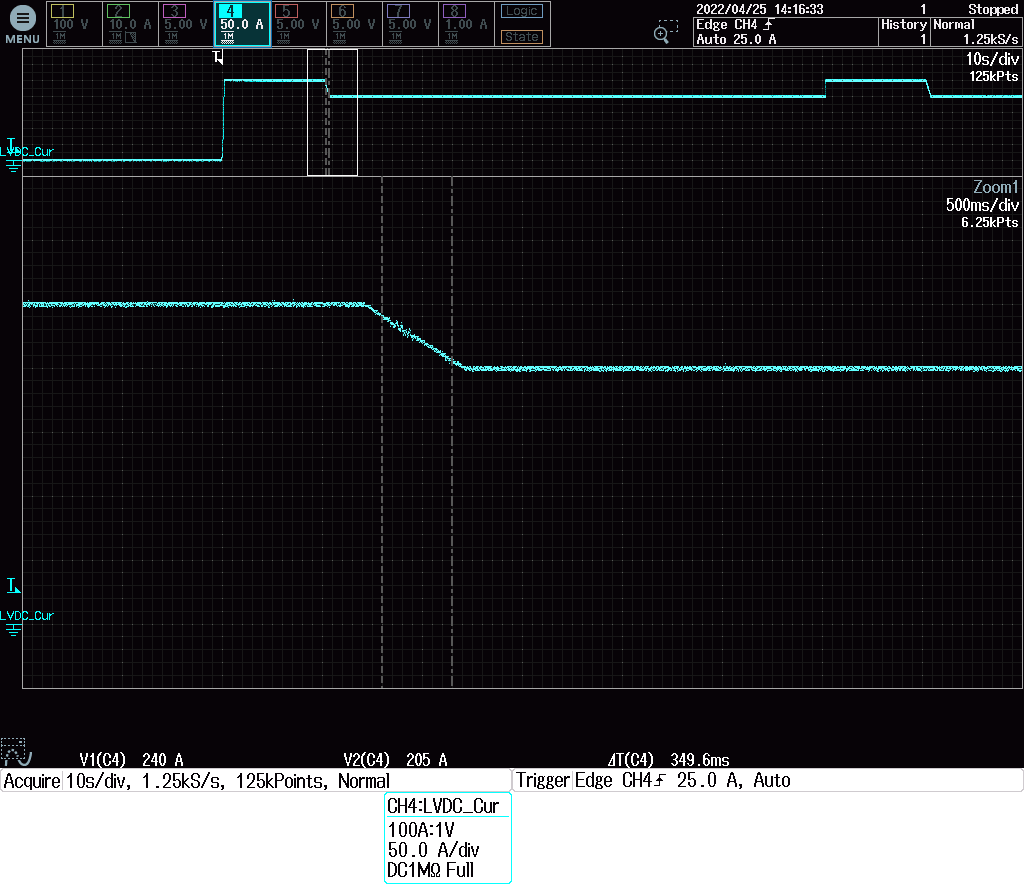 MENU
1 100 V 1M
2 10.0 A 1M
3 5.00 V 1M
4 50.0 A 1M
5 5.00 V 1M
6 5.00 V 1M
7 5.00 V 1M
8 1.00 A 1M
Logic
State
2022/04/25 14:16:33 1 Stopped
Edge CH4 History Normal
Auto 25.0 A 1 1.25kS/s
10s/div
125kPts
T
T
LVDC_Cur
Zoom1
500ms/div
6.25kPts
T
LVDC_Cur
V1(C4) 240 A V2(C4) 205 A ΔT(C4) 349.6ms
Acquire 10s/div, 1.25kS/s, 125kPoints, Normal Trigger Edge CH4 25.0 A, Auto
CH4:LVDC_Cur
100A:1V
50.0 A/div
DC1MΩ Full